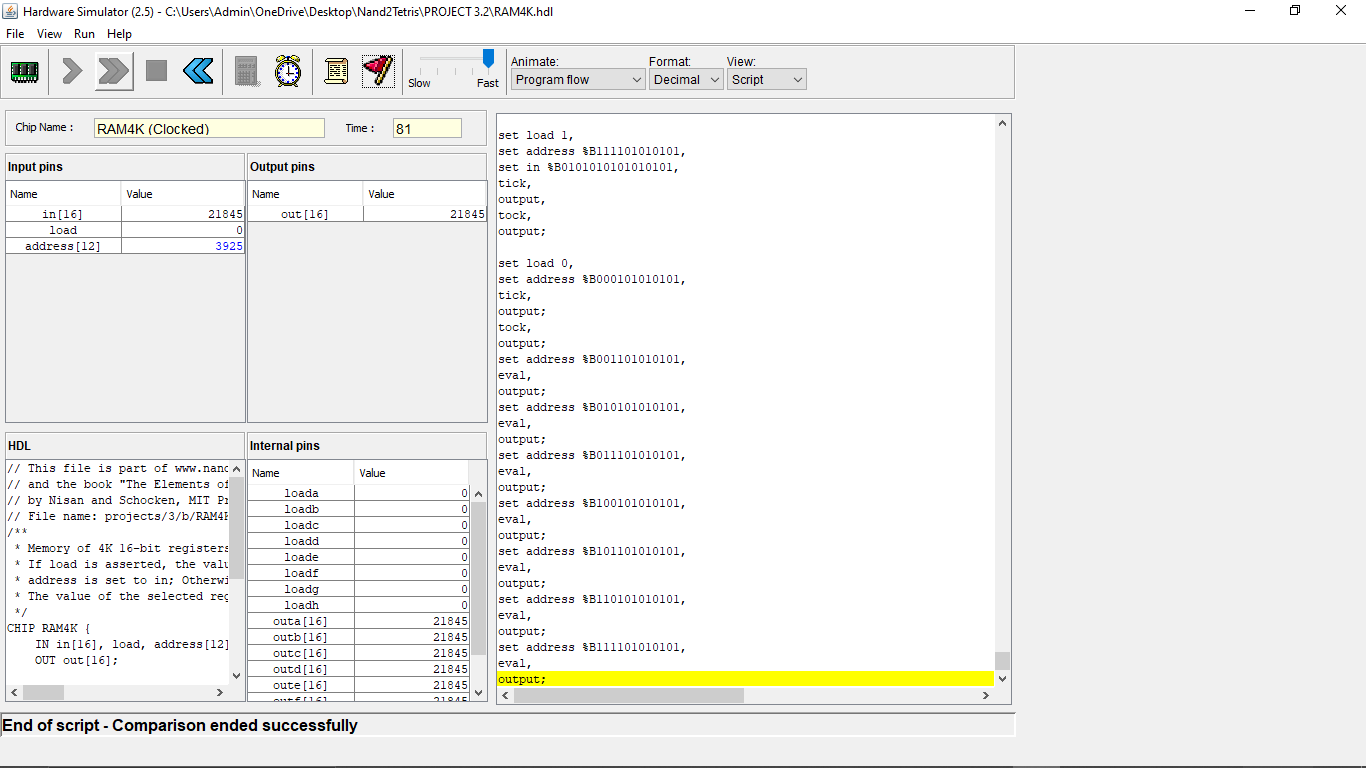 Hardware Simulator (2.5) - C:\Users\Admin\OneDrive\Desktop\Nand2Tetris\PROJECT 3.2\RAM4K.hdl
File View Run Help
Slow Fast
Animate: Format: View:
Program flow Decimal Script
Chip Name : RAM4K (Clocked) Time : 81
Input pins
Name Value
in[16] 21845
load 0
address[12] 3925
Output pins
Name Value
out[16] 21845
HDL
// This file is part of www.nand
// and the book "The Elements of
// by Nisan and Schocken, MIT Pr
// File name: projects/3/b/RAM4K
/**
* Memory of 4K 16-bit registers
* If load is asserted, the valu
* address is set to in; Otherwi
* The value of the selected reg
*/
CHIP RAM4K {
IN in[16], load, address[12]
OUT out[16];
Internal pins
Name Value
loada 0
loadb 0
loadc 0
loadd 0
loade 0
loadf 0
loadg 0
loadh 0
outa[16] 21845
outb[16] 21845
outc[16] 21845
outd[16] 21845
oute[16] 21845
outf[16] 21845
set load 1,
set address %B111101010101,
set in %B0101010101010101,
tick,
output,
tock,
output;
set load 0,
set address %B000101010101,
tick,
output;
tock,
output;
set address %B001101010101,
eval,
output;
set address %B010101010101,
eval,
output;
set address %B011101010101,
eval,
output;
set address %B100101010101,
eval,
output;
set address %B101101010101,
eval,
output;
set address %B110101010101,
eval,
output;
set address %B111101010101,
eval,
output;
End of script - Comparison ended successfully